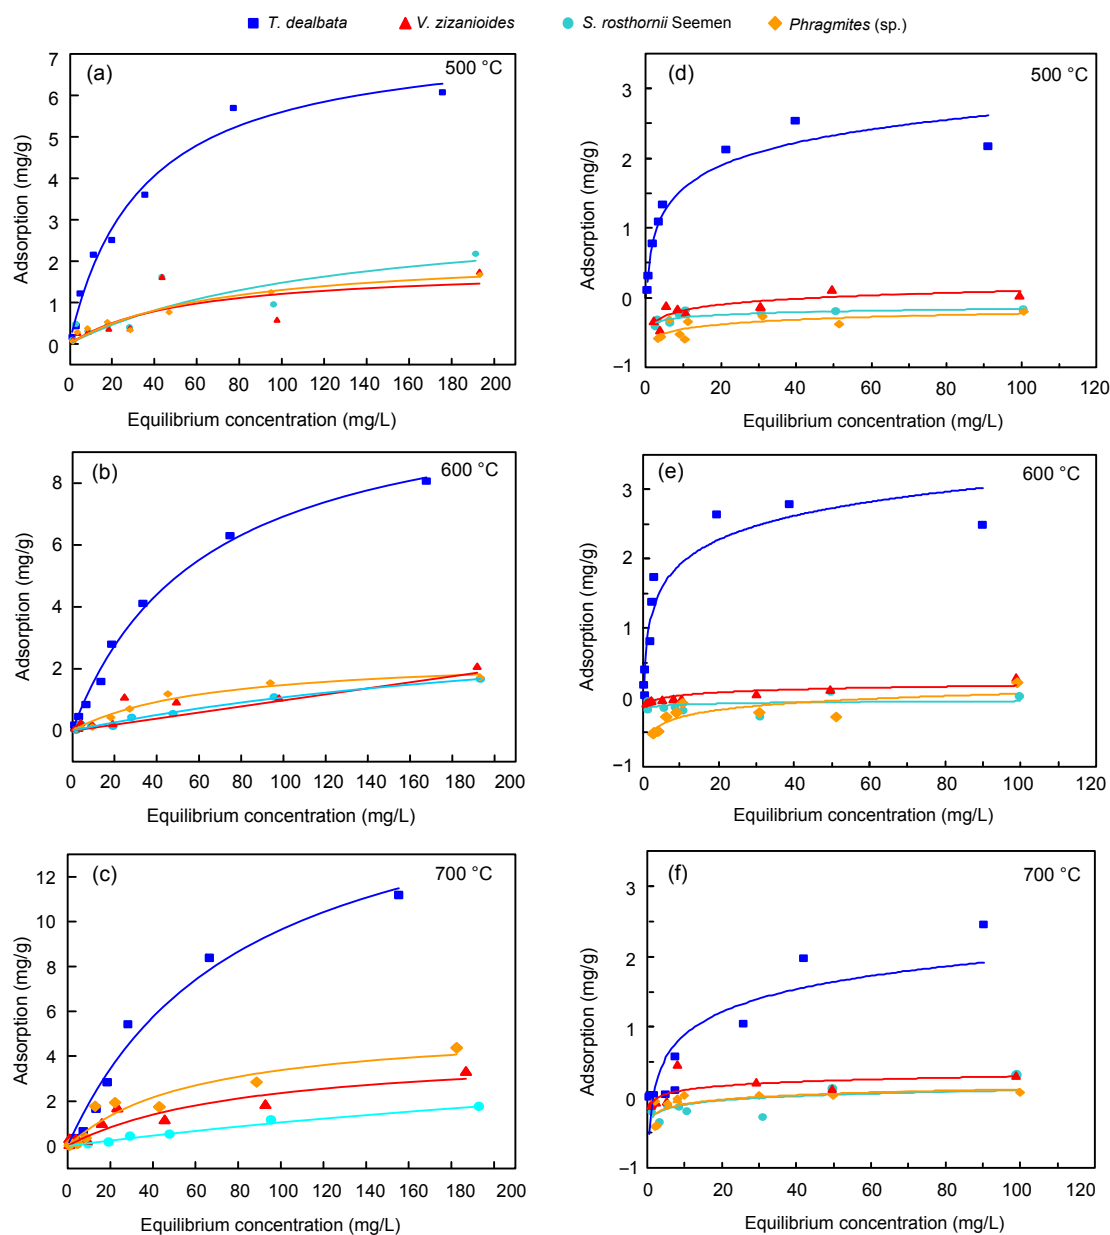 T. dealbata V. zizanioides S. rosthornii Seemen Phragmites (sp.)
(a) 500 °C
7
6
5
4
3
2
1
0
Adsorption (mg/g)
0 20 40 60 80 100 120 140 160 180 200
Equilibrium concentration (mg/L)
(d) 500 °C
3
2
1
0
−1
Adsorption (mg/g)
0 20 40 60 80 100 120
Equilibrium concentration (mg/L)
(b) 600 °C
8
6
4
2
0
Adsorption (mg/g)
0 20 40 60 80 100 120 140 160 180 200
Equilibrium concentration (mg/L)
(e) 600 °C
3
2
1
0
−1
Adsorption (mg/g)
0 20 40 60 80 100 120
Equilibrium concentration (mg/L)
(c) 700 °C
12
10
8
6
4
2
0
Adsorption (mg/g)
0 20 40 60 80 100 120 140 160 180 200
Equilibrium concentration (mg/L)
(f) 700 °C
3
2
1
0
−1
Adsorption (mg/g)
0 20 40 60 80 100 120
Equilibrium concentration (mg/L)